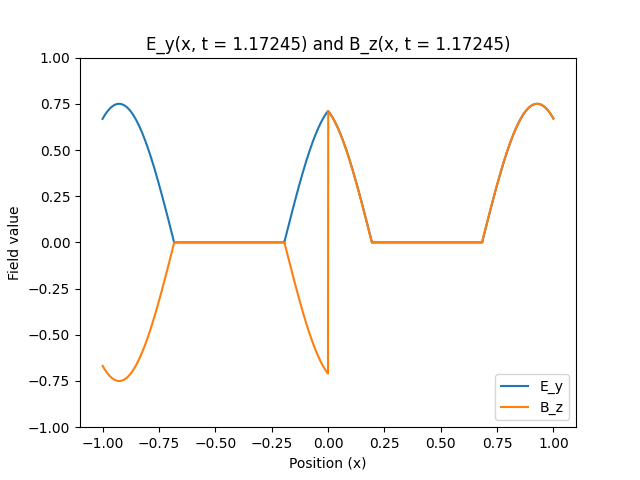 E_y(x, t = 1.17245) and B_z(x, t = 1.17245)
1.00
0.75
0.50
0.25
0.00
−0.25
−0.50
−0.75
−1.00
Field value
E_y
B_z
−1.00 −0.75 −0.50 −0.25 0.00 0.25 0.50 0.75 1.00
Position (x)